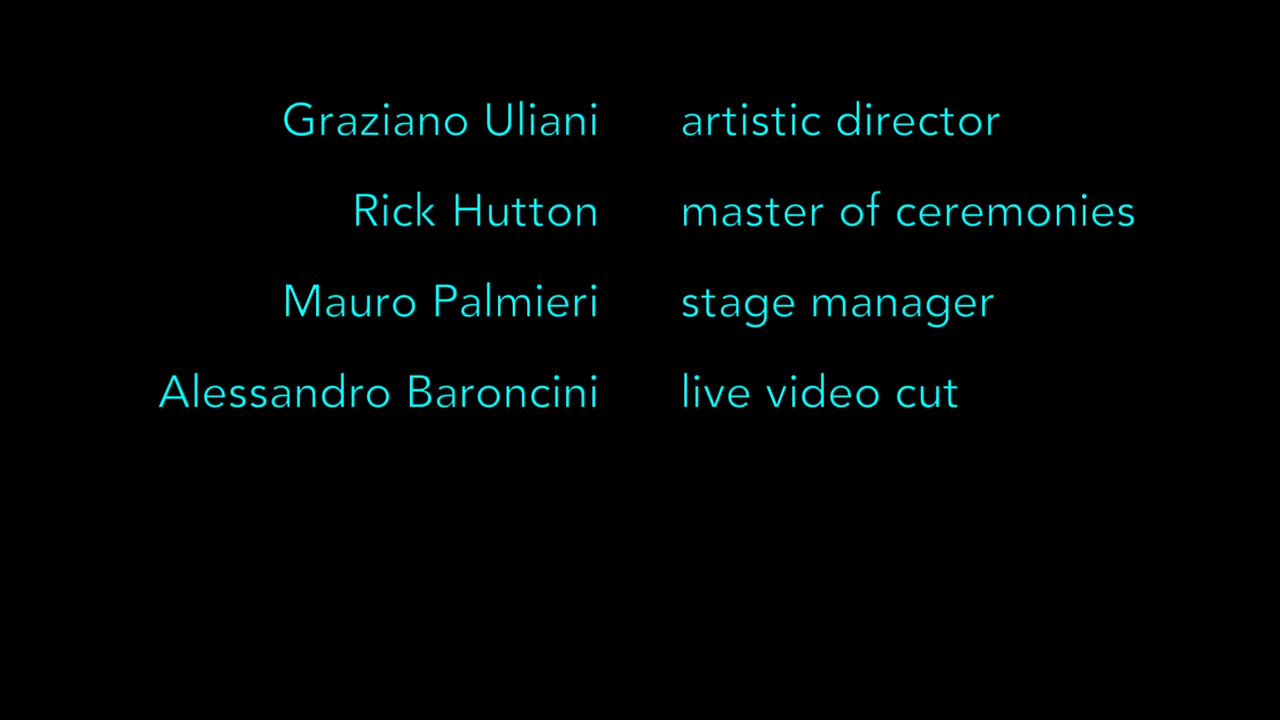 Graziano Uliani artistic director
Rick Hutton master of ceremonies
Mauro Palmieri stage manager
Alessandro Baroncini live video cut